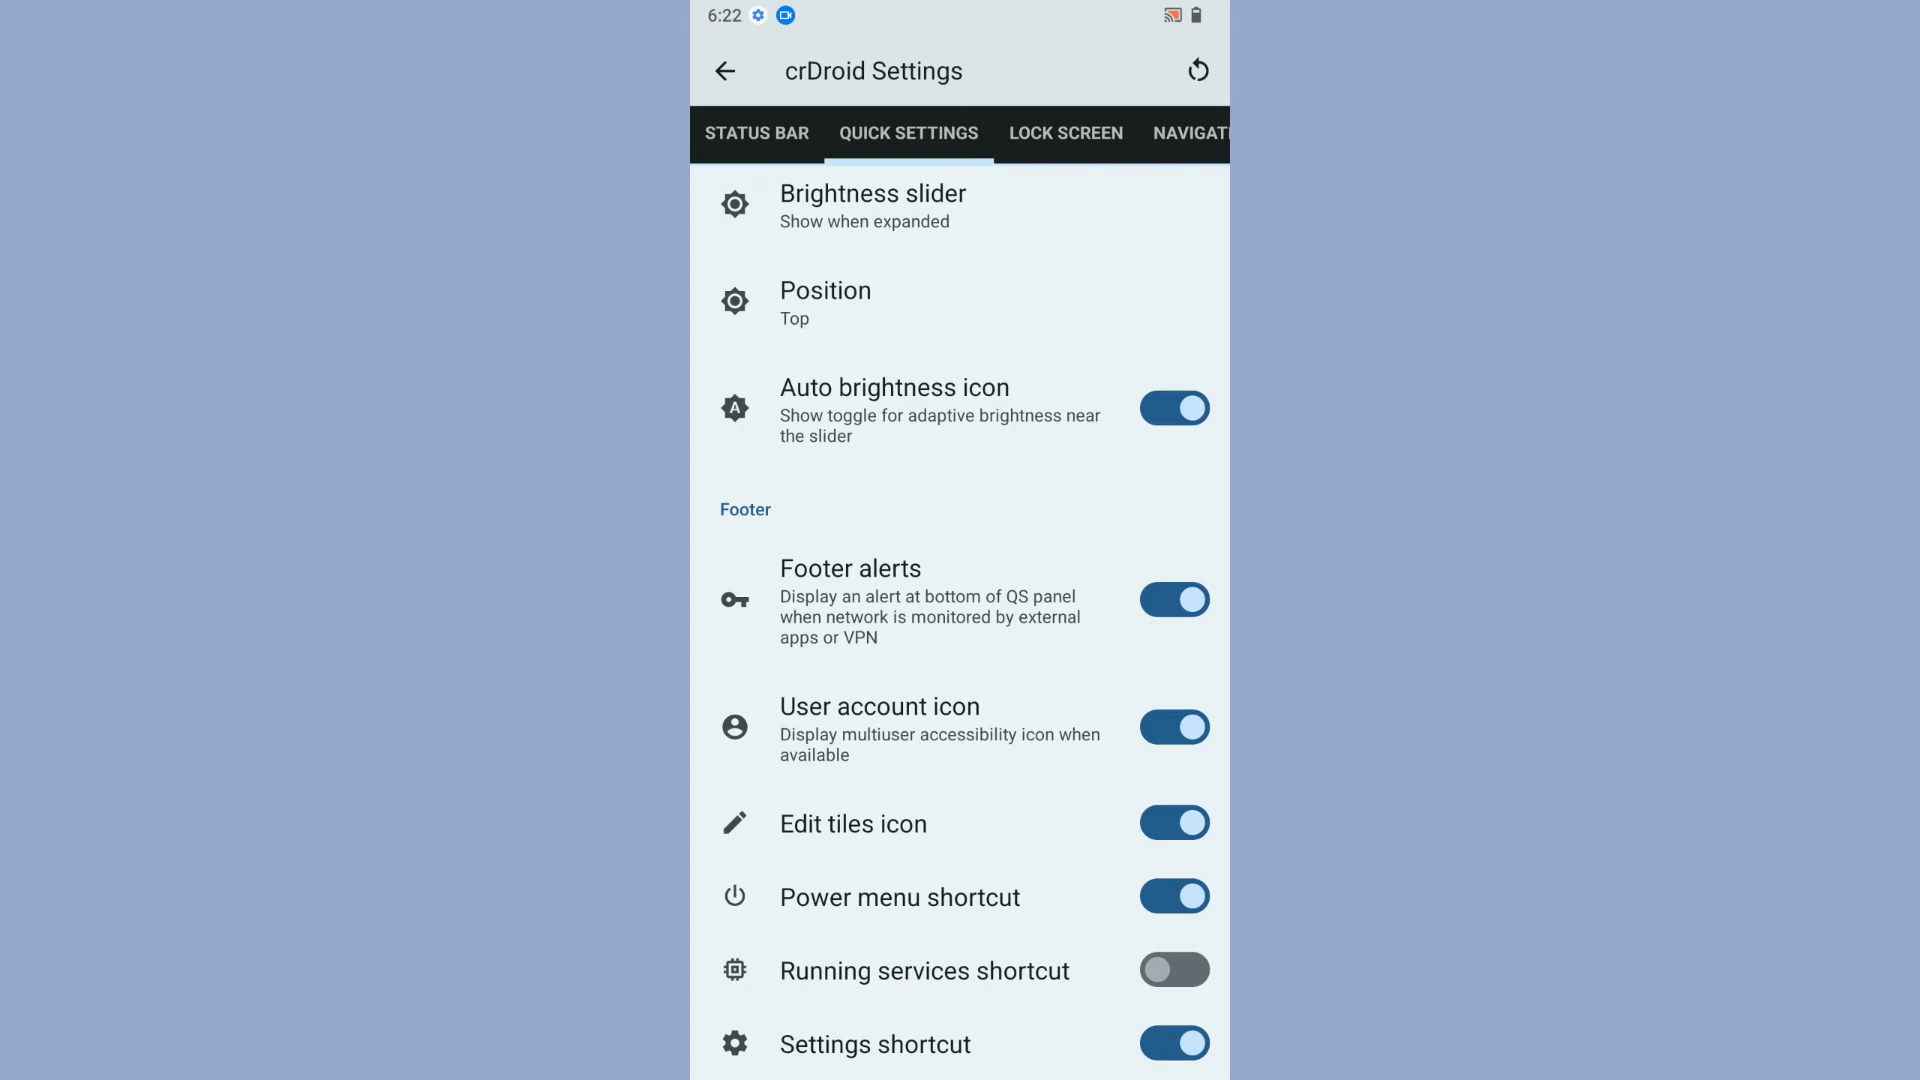 6:22
crDroid Settings
STATUS BAR QUICK SETTINGS LOCK SCREEN NAVIGATI
Brightness slider
Show when expanded
Position
Top
Auto brightness icon
Show toggle for adaptive brightness near
the slider
Footer
Footer alerts
Display an alert at bottom of QS panel
when network is monitored by external
apps or VPN
User account icon
Display multiuser accessibility icon when
available
Edit tiles icon
Power menu shortcut
Running services shortcut
Settings shortcut